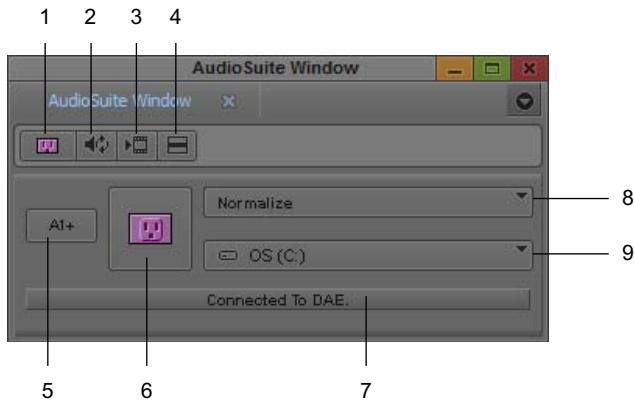 1 2 3 4
AudioSuite Window
AudioSuite Window
A1+
Normalize
8
OS (C:)
9
Connected To DAE.
5 6 7